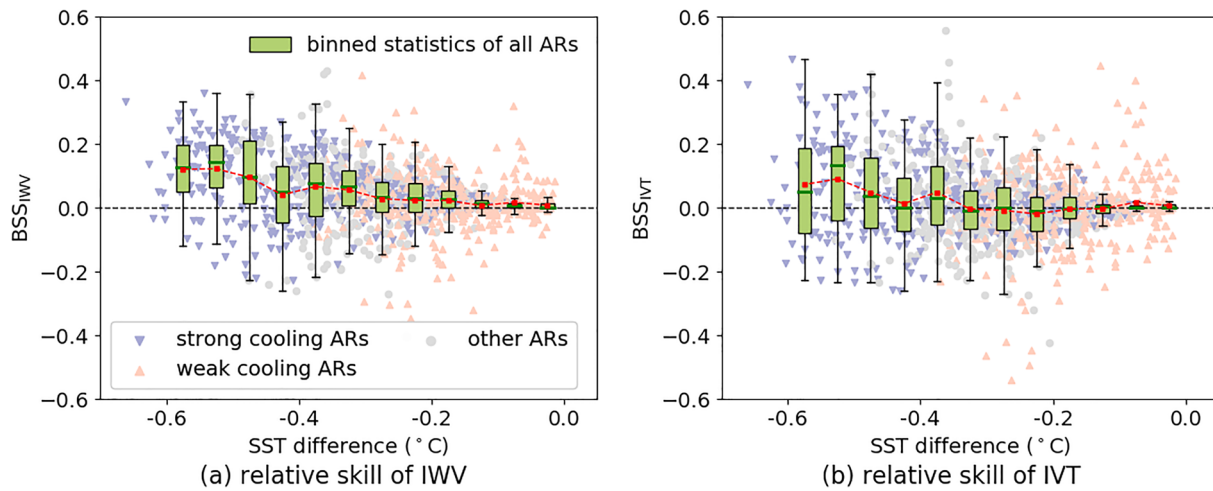 0.6
0.4
0.2
0.0
−0.2
−0.4
−0.6
BSS_IWV
binned statistics of all ARs
strong cooling ARs
other ARs
weak cooling ARs
-0.6
-0.4
-0.2
0.0
SST difference (°C)
(a) relative skill of IWV
0.6
0.4
0.2
0.0
−0.2
−0.4
−0.6
BSS_IVT
-0.6
-0.4
-0.2
0.0
SST difference (°C)
(b) relative skill of IVT